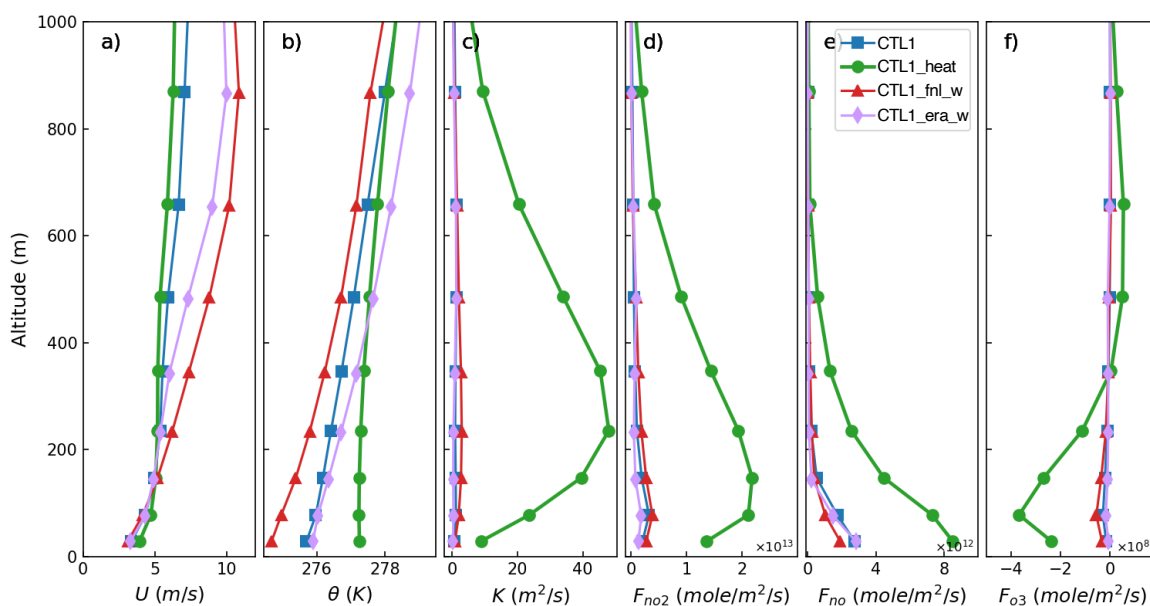 a) b) c) d) e) f)
CTL1
CTL1_heat
CTL1_fnl_w
CTL1_era_w
Altitude (m)
1000
800
600
400
200
0
×10¹³ ×10¹² ×10⁸
0 5 10 276 278 0 20 40 0 1 2 0 4 8 −4 −2 0
U (m/s) θ (K) K (m²/s) F_no2 (mole/m²/s) F_no (mole/m²/s) F_o3 (mole/m²/s)